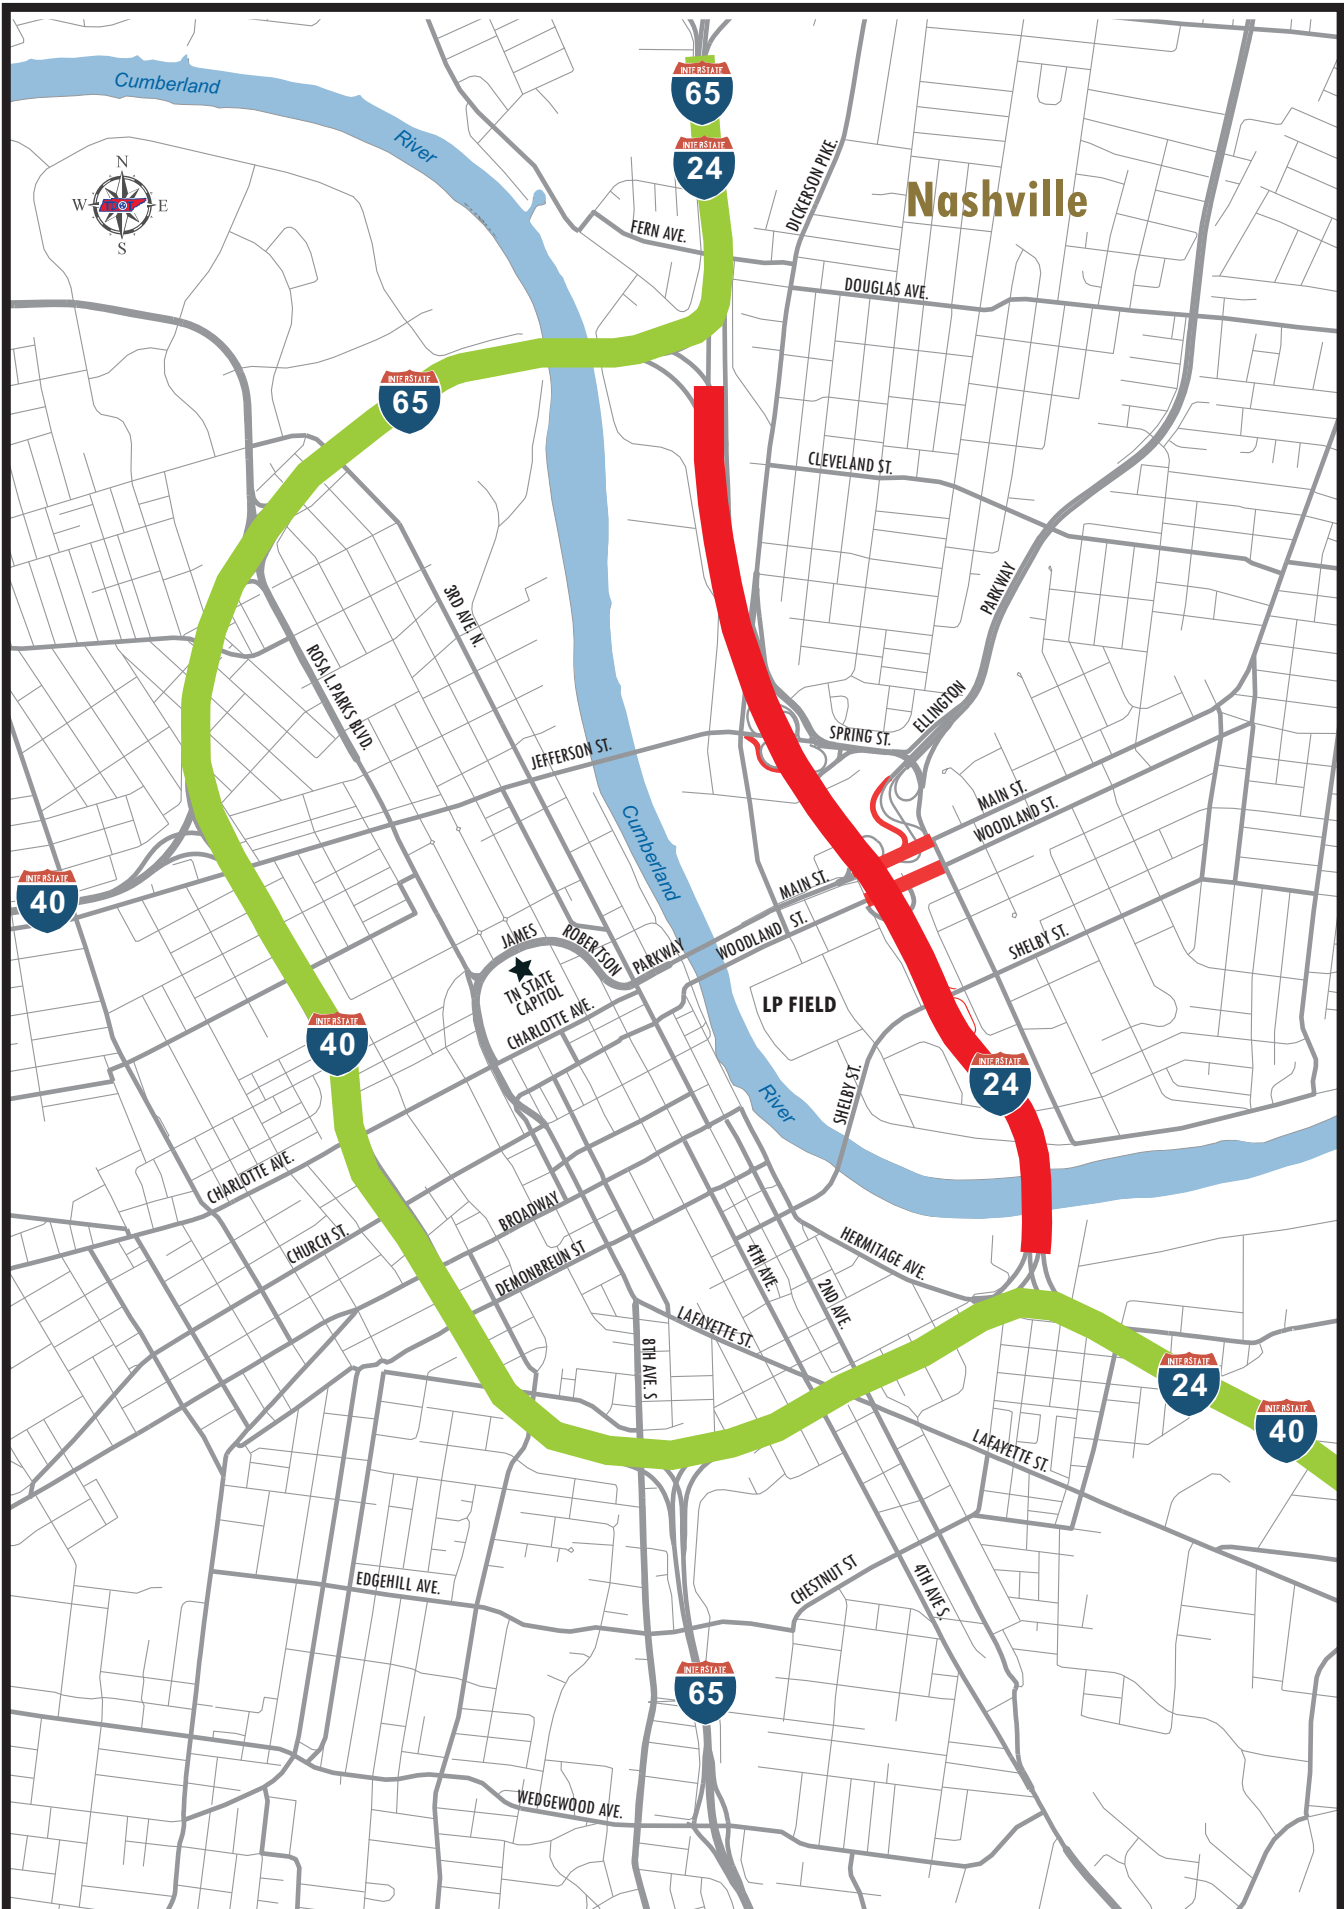 INTERSTATE
65
Cumberland
River
INTERSTATE
24
DICKERSON PIKE.
Nashville
N
W
E
S
FERN AVE.
DOUGLAS AVE.
INTERSTATE
65
CLEVELAND ST.
3RD AVE. N.
PARKWAY
ROSA L.PARKS BLVD.
ELLINGTON
SPRING ST.
JEFFERSON ST.
MAIN ST.
WOODLAND ST.
Cumberland
INTERSTATE
40
MAIN ST.
WOODLAND ST.
JAMES
ROBERTSON
PARKWAY
SHELBY ST.
TN STATE
CAPITOL
LP FIELD
CHARLOTTE AVE.
INTERSTATE
40
INTERSTATE
24
SHELBY ST.
River
CHARLOTTE AVE.
BROADWAY
CHURCH ST.
DEMONBREUN ST
4TH AVE.
HERMITAGE AVE.
2ND AVE.
LAFAYETTE ST.
8TH AVE. S
INTERSTATE
24
INTERSTATE
40
LAFAYETTE ST.
EDGEHILL AVE.
CHESTNUT ST
4TH AVE S.
INTERSTATE
65
WEDGEWOOD AVE.